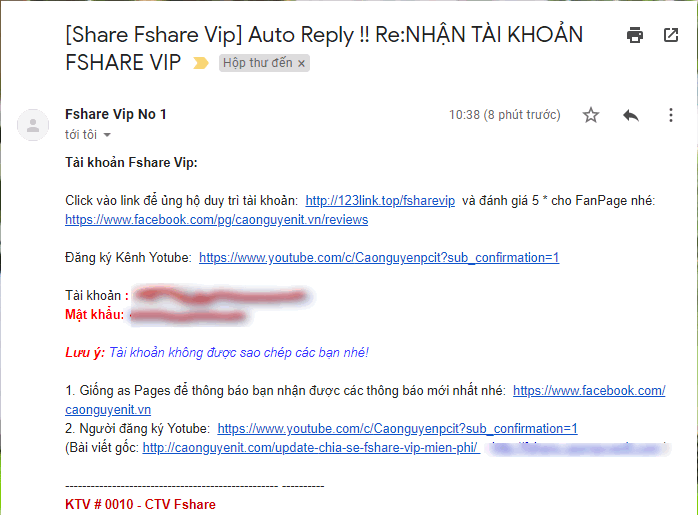 [Share Fshare Vip] Auto Reply !! Re:NHẬN TÀI KHOẢN
FSHARE VIP Hộp thư đến ×
Fshare Vip No 1 10:38 (8 phút trước)
tới tôi
Tài khoản Fshare Vip:
Click vào link để ủng hộ duy trì tài khoản: http://123link.top/fsharevip và đánh giá 5 * cho FanPage nhé:
https://www.facebook.com/pg/caonguyenit.vn/reviews
Đăng ký Kênh Yotube: https://www.youtube.com/c/Caonguyenpcit?sub_confirmation=1
Tài khoản :
Mật khẩu:
Lưu ý: Tài khoản không được sao chép các bạn nhé!
1. Giống as Pages để thông báo bạn nhận được các thông báo mới nhất nhé: https://www.facebook.com/
caonguyenit.vn
2. Người đăng ký Yotube: https://www.youtube.com/c/Caonguyenpcit?sub_confirmation=1
(Bài viết gốc: http://caonguyenit.com/update-chia-se-fshare-vip-mien-phi/
-------------------------------------------------- ----------
KTV # 0010 - CTV Fshare